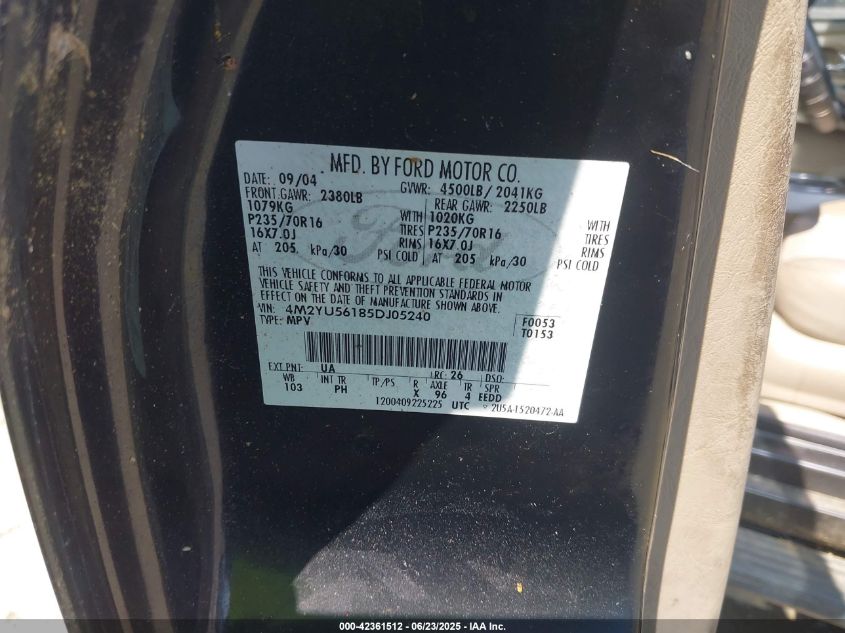 MFD. BY FORD MOTOR CO.
DATE: 09/04 GVWR: 4500LB/ 2041KG
FRONT GAWR: 2380LB REAR GAWR: 2250LB
1079KG WITH 1020KG WITH
P235/70R16 TIRES P235/70R16 TIRES
16X7.0J RIMS 16X7.0J RIMS
AT 205 kPa/30 PSI COLD AT 205 kPa/30 PSI COLD
Ford
THIS VEHICLE CONFORMS TO ALL APPLICABLE FEDERAL MOTOR
VEHICLE SAFETY AND THEFT PREVENTION STANDARDS IN
EFFECT ON THE DATE OF MANUFACTURE SHOWN ABOVE.
VIN: 4M2YU56185DJ05240 F0053
TYPE: MPV T0153
EXT PNT: UA RC: 26 DSO:
WB INT TR TP/PS R AXLE TR SPR
103 PH X 96 4 EEDD
1200409225225 UTC
000-42361512 - 06/23/2025 - © IAA Inc.